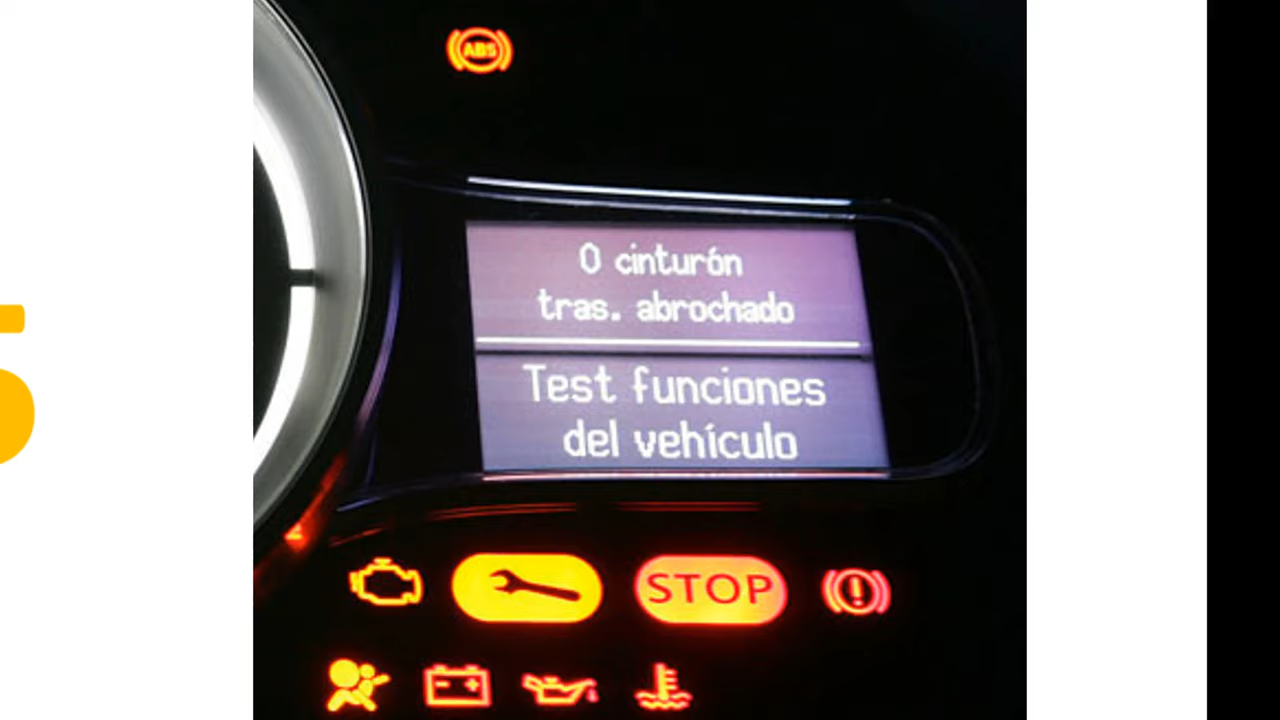 ABS
0 cinturón
tras. abrochado
Test funciones
del vehículo
STOP